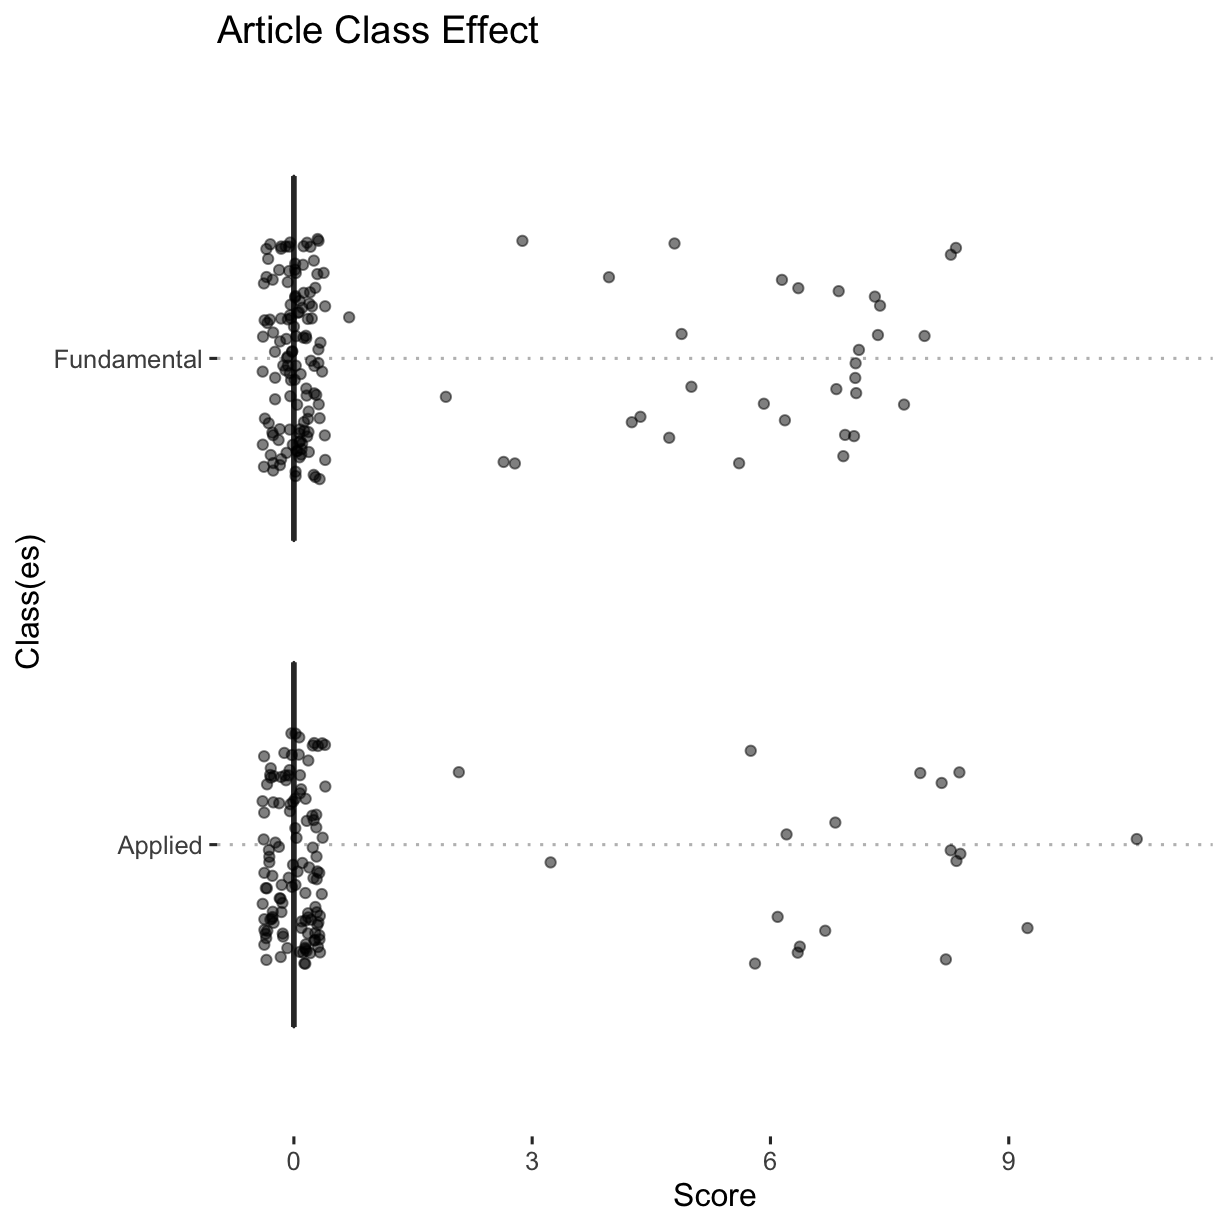 Article Class Effect
Class(es)
Fundamental
Applied
0 3 6 9
Score